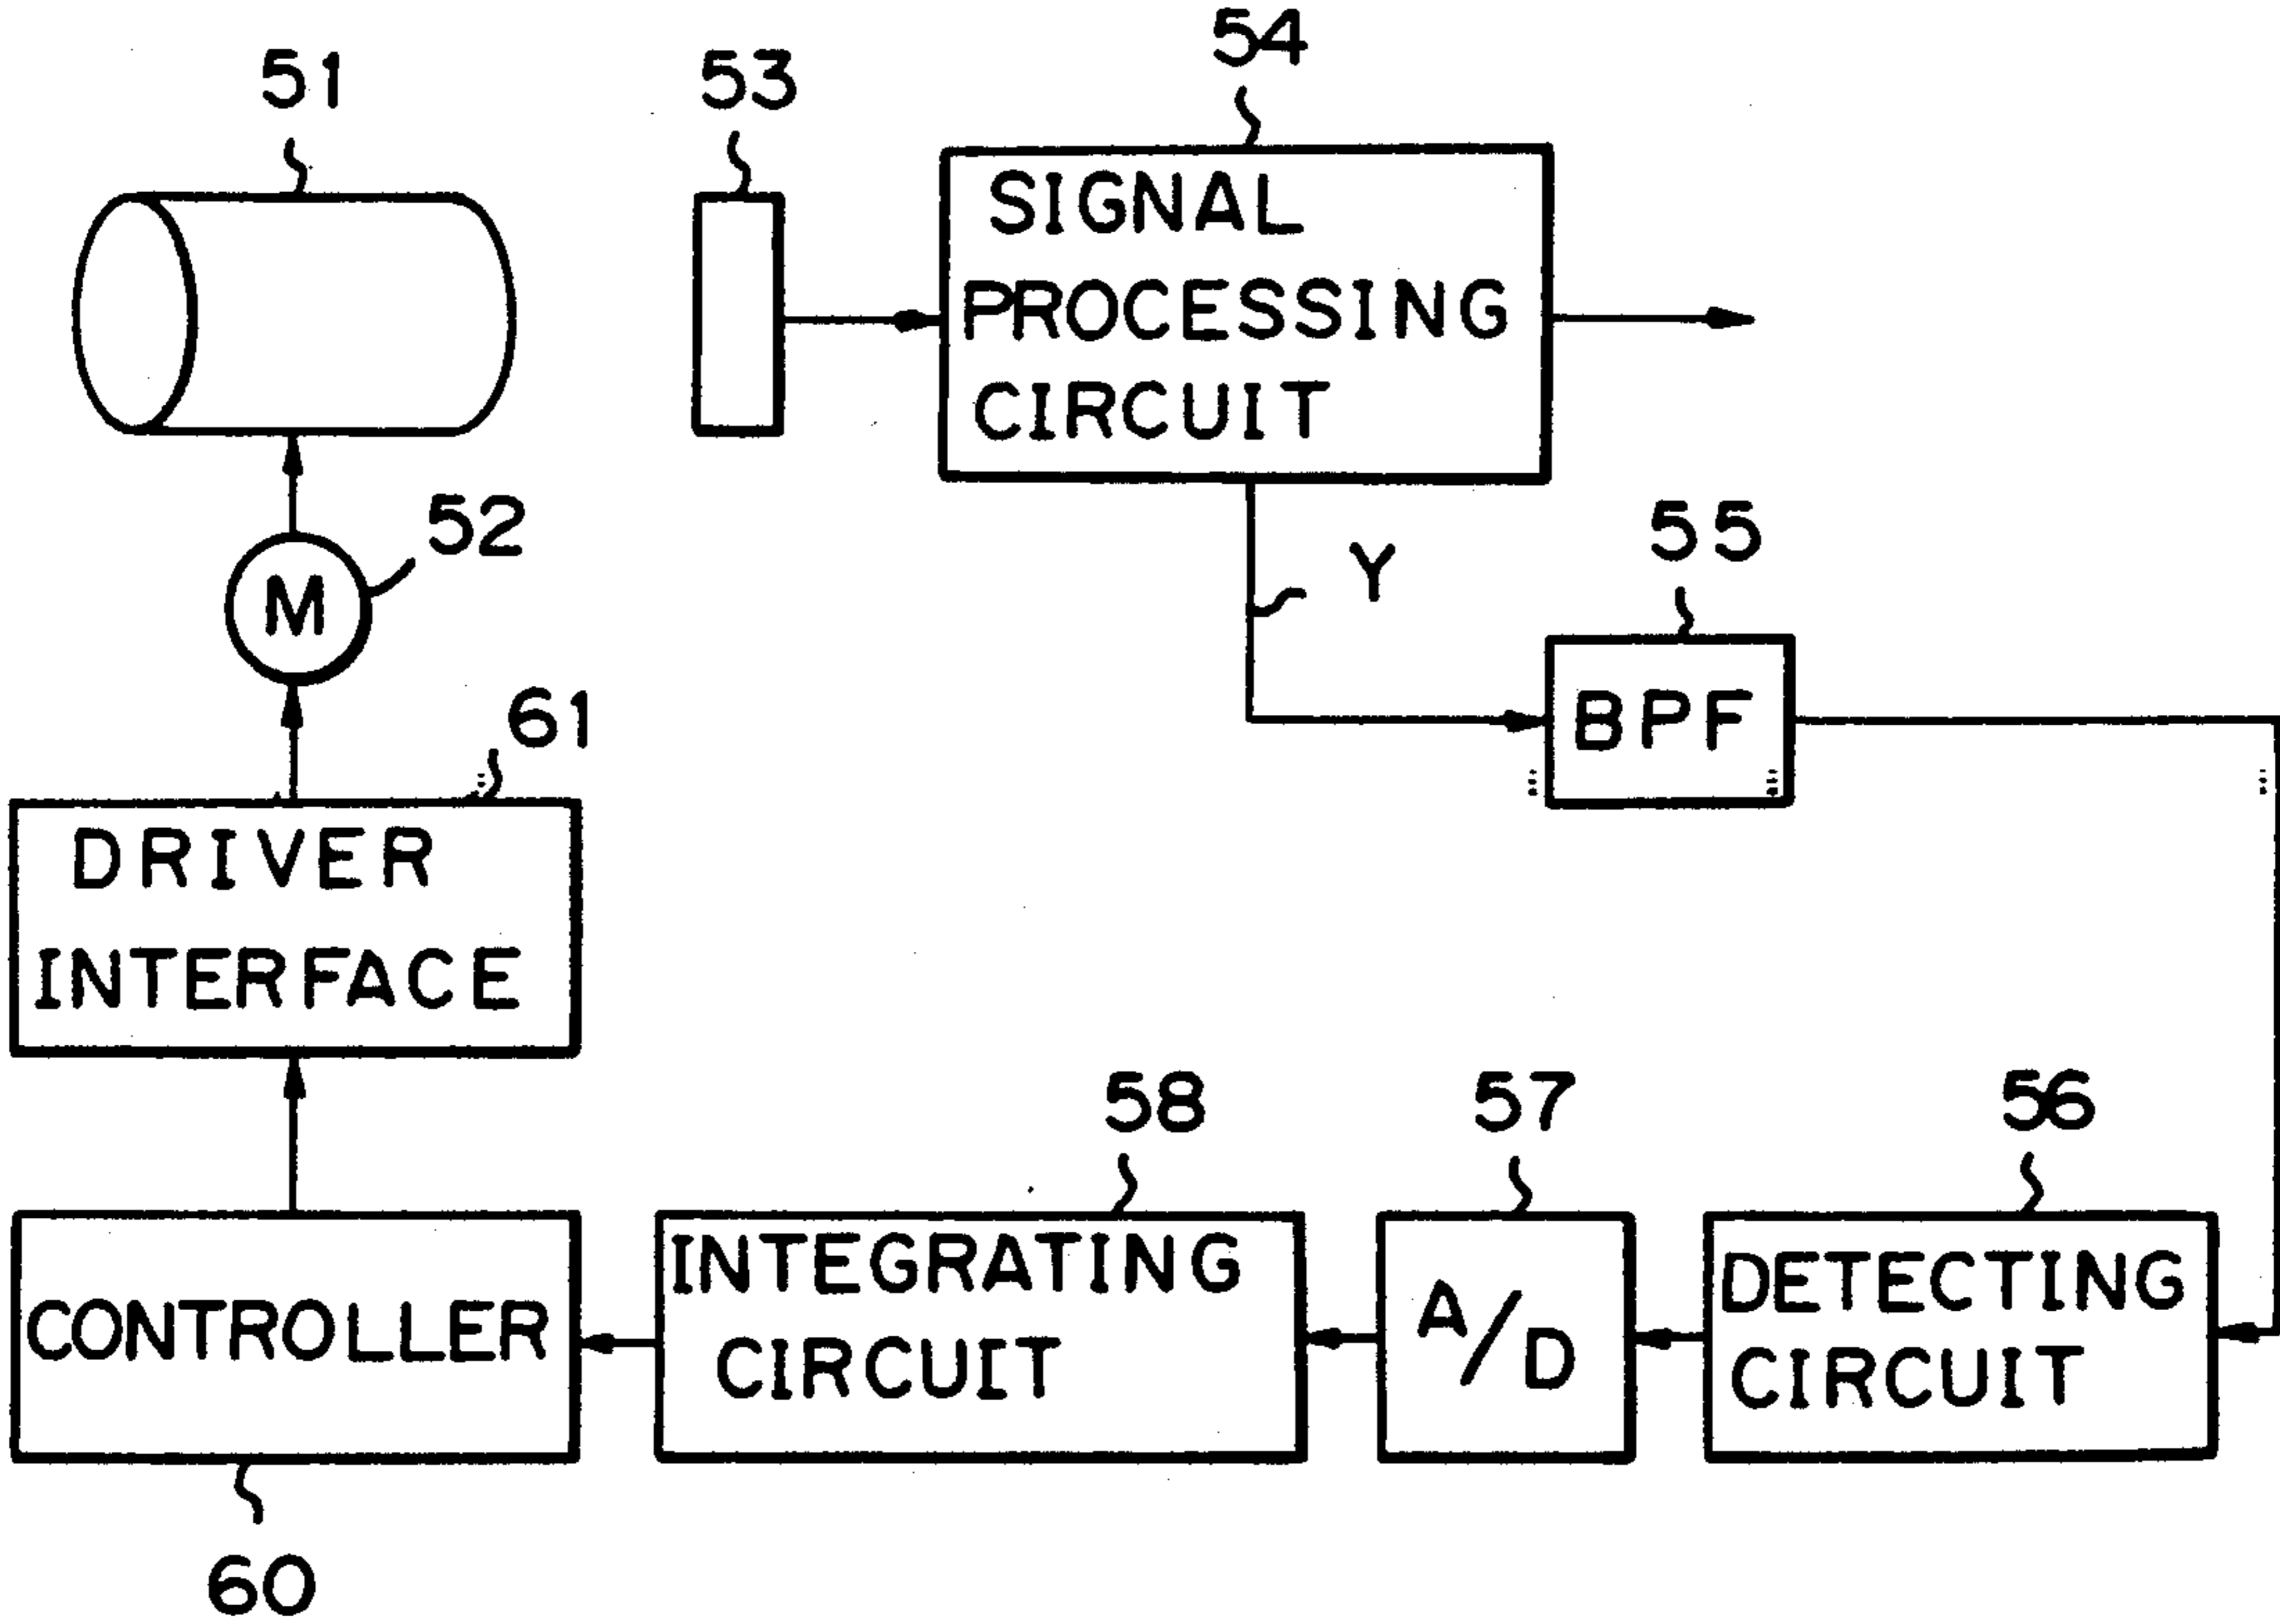 51
53
54
SIGNAL
PROCESSING
CIRCUIT
52
M
Y
55
BPF
61
DRIVER
INTERFACE
58
57
56
CONTROLLER
INTEGRATING
CIRCUIT
A/D
DETECTING
CIRCUIT
60